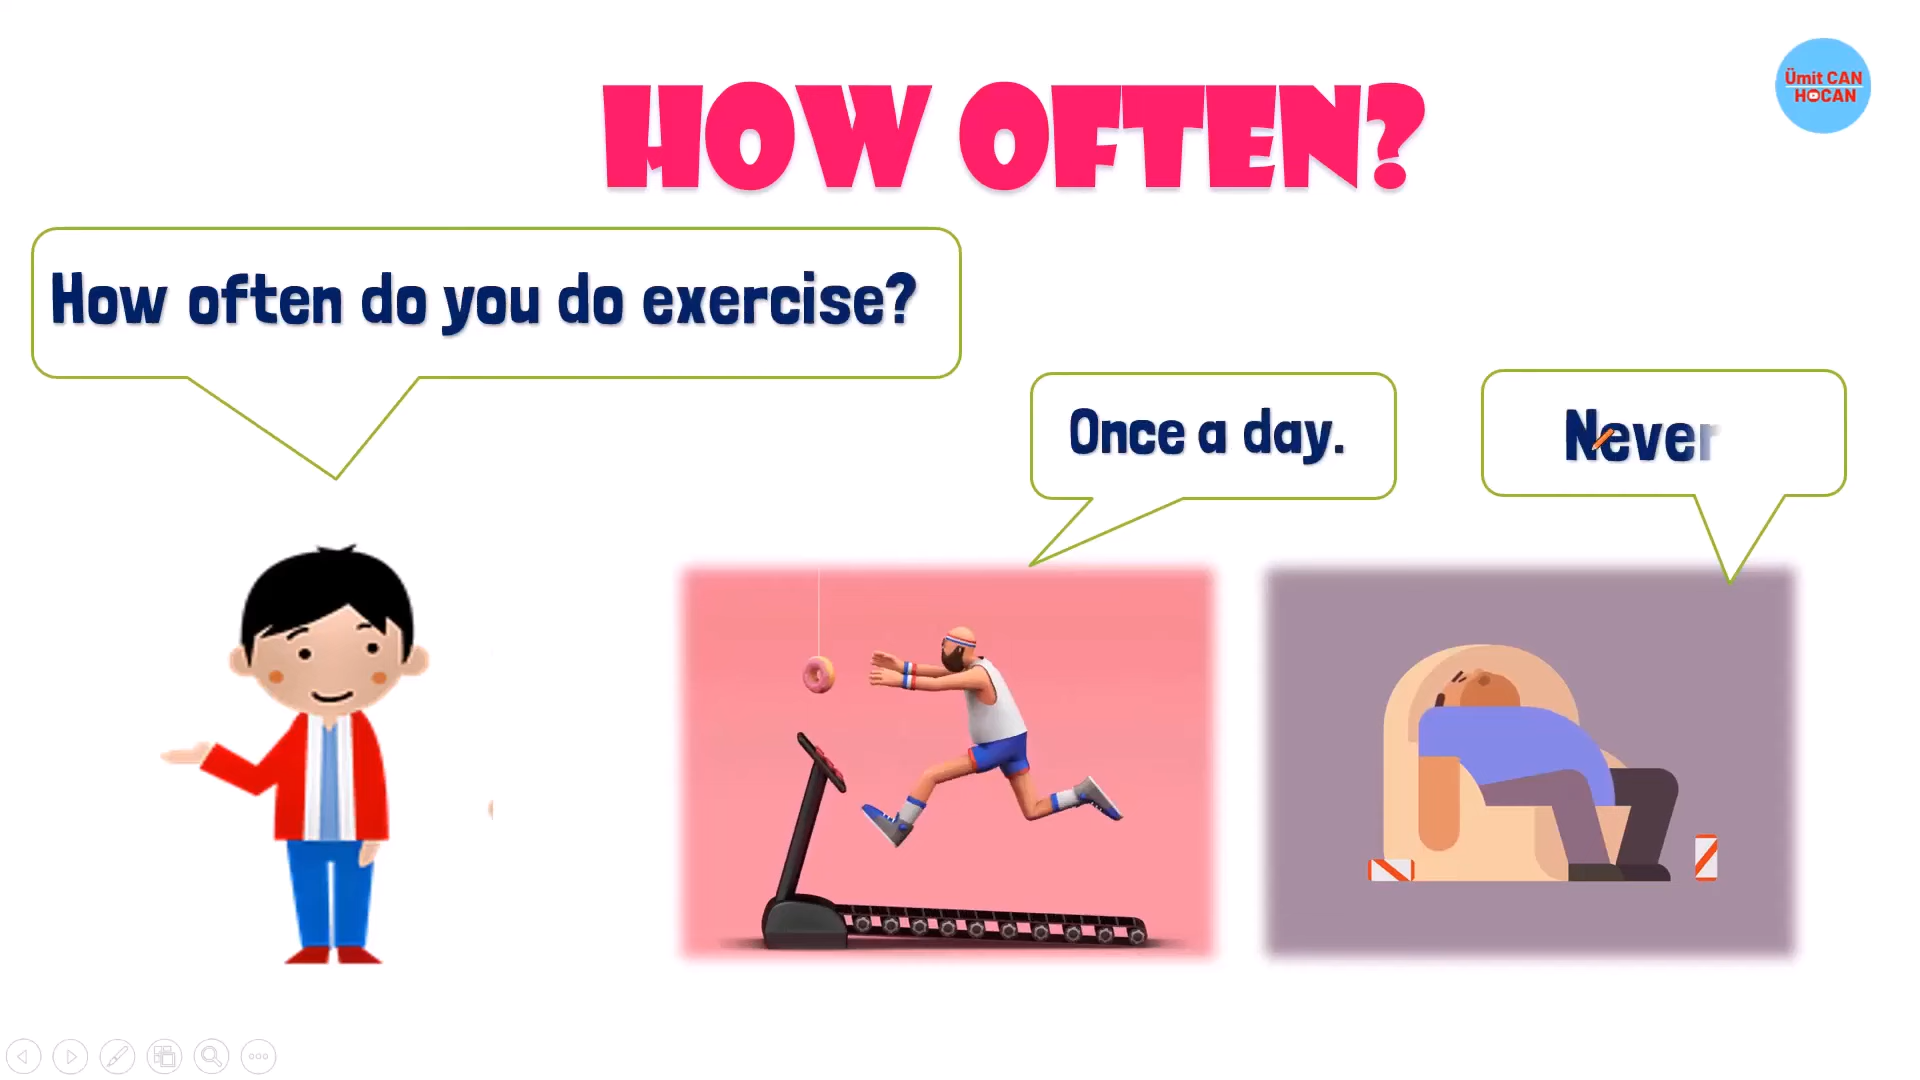 Ümit CAN
HOCAN
HOW OFTEN?
How often do you do exercise?
Once a day.
Never